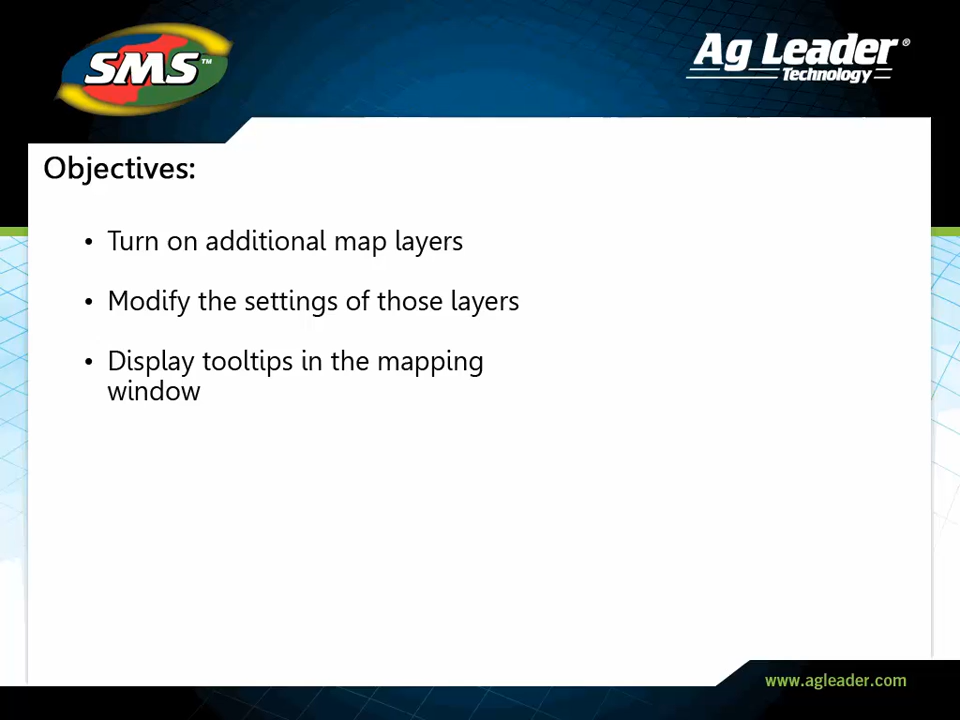 SMS™
Ag Leader®
Technology
Objectives:
• Turn on additional map layers
• Modify the settings of those layers
• Display tooltips in the mapping
window
www.agleader.com